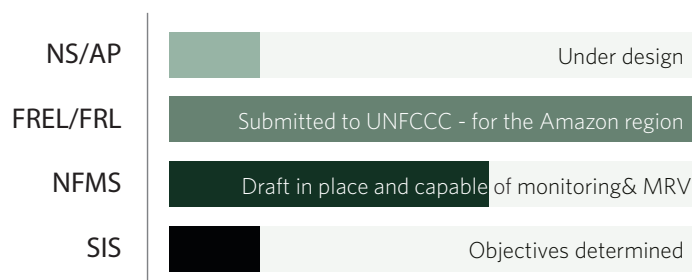 NS/AP Under design
FREL/FRL Submitted to UNFCCC - for the Amazon region
NFMS Draft in place and capable of monitoring& MRV
SIS Objectives determined